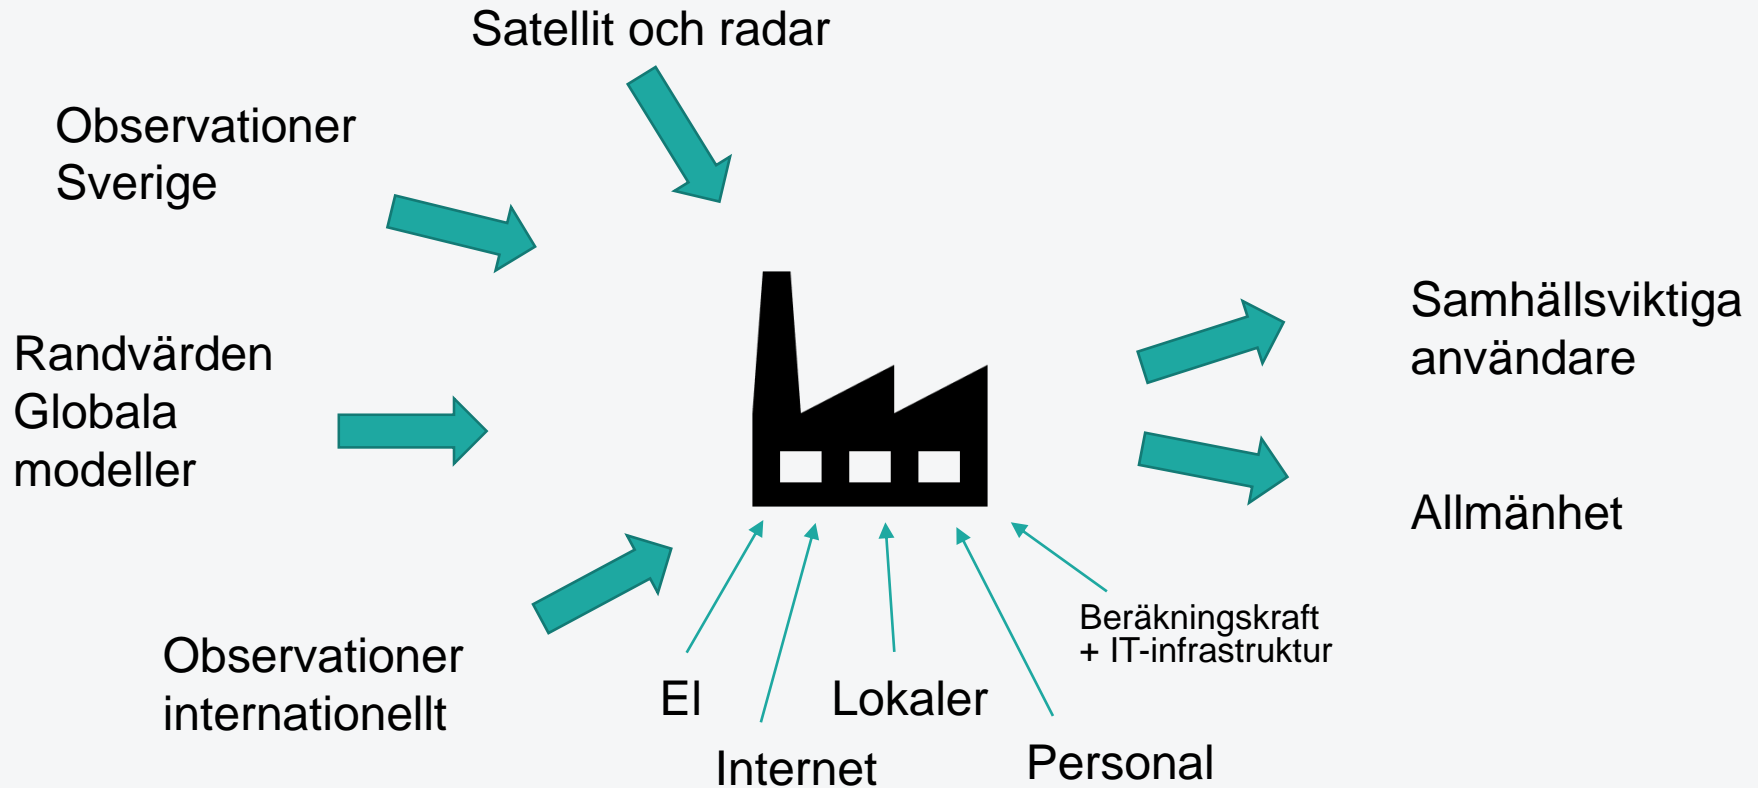 Satellit och radar
Observationer
Sverige
Randvärden
Globala
modeller
Observationer
internationellt
El
Internet
Lokaler
Personal
Beräkningskraft
+ IT-infrastruktur
Samhällsviktiga
användare
Allmänhet